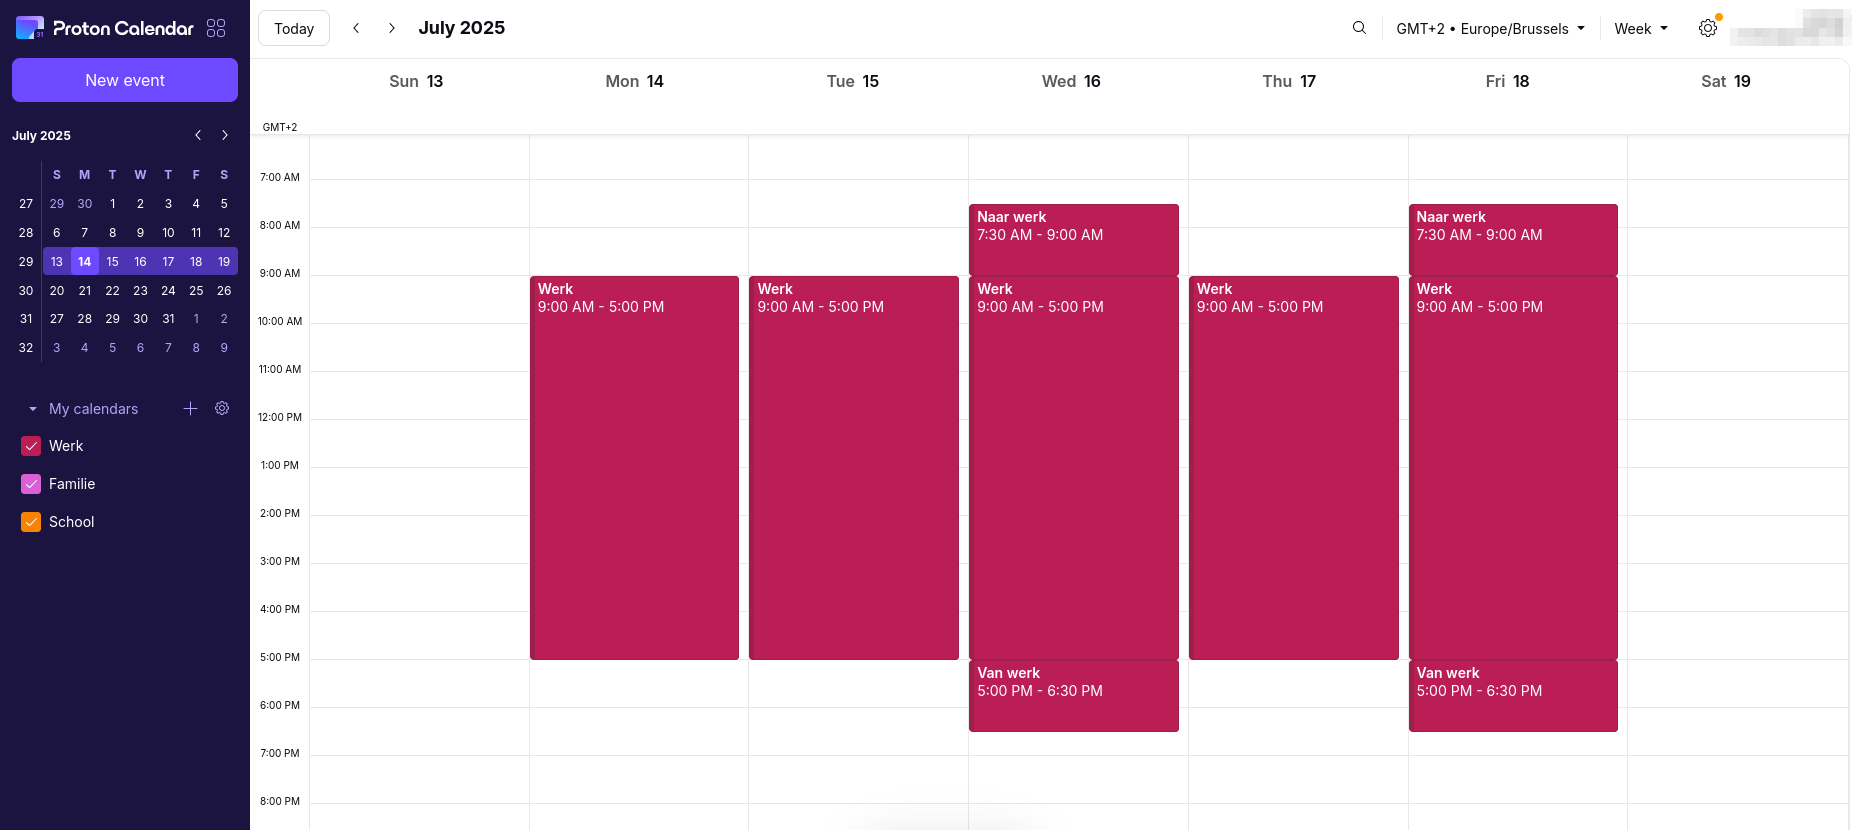 Proton Calendar
New event
July 2025
S M T W T F S
27 29 30 1 2 3 4 5
28 6 7 8 9 10 11 12
29 13 14 15 16 17 18 19
30 20 21 22 23 24 25 26
31 27 28 29 30 31 1 2
32 3 4 5 6 7 8 9
My calendars
Werk
Familie
School
Today July 2025 GMT+2 • Europe/Brussels Week
Sun 13 Mon 14 Tue 15 Wed 16 Thu 17 Fri 18 Sat 19
GMT+2
7:00 AM
8:00 AM
9:00 AM
10:00 AM
11:00 AM
12:00 PM
1:00 PM
2:00 PM
3:00 PM
4:00 PM
5:00 PM
6:00 PM
7:00 PM
8:00 PM
Werk
9:00 AM - 5:00 PM
Werk
9:00 AM - 5:00 PM
Naar werk
7:30 AM - 9:00 AM
Werk
9:00 AM - 5:00 PM
Van werk
5:00 PM - 6:30 PM
Werk
9:00 AM - 5:00 PM
Naar werk
7:30 AM - 9:00 AM
Werk
9:00 AM - 5:00 PM
Van werk
5:00 PM - 6:30 PM